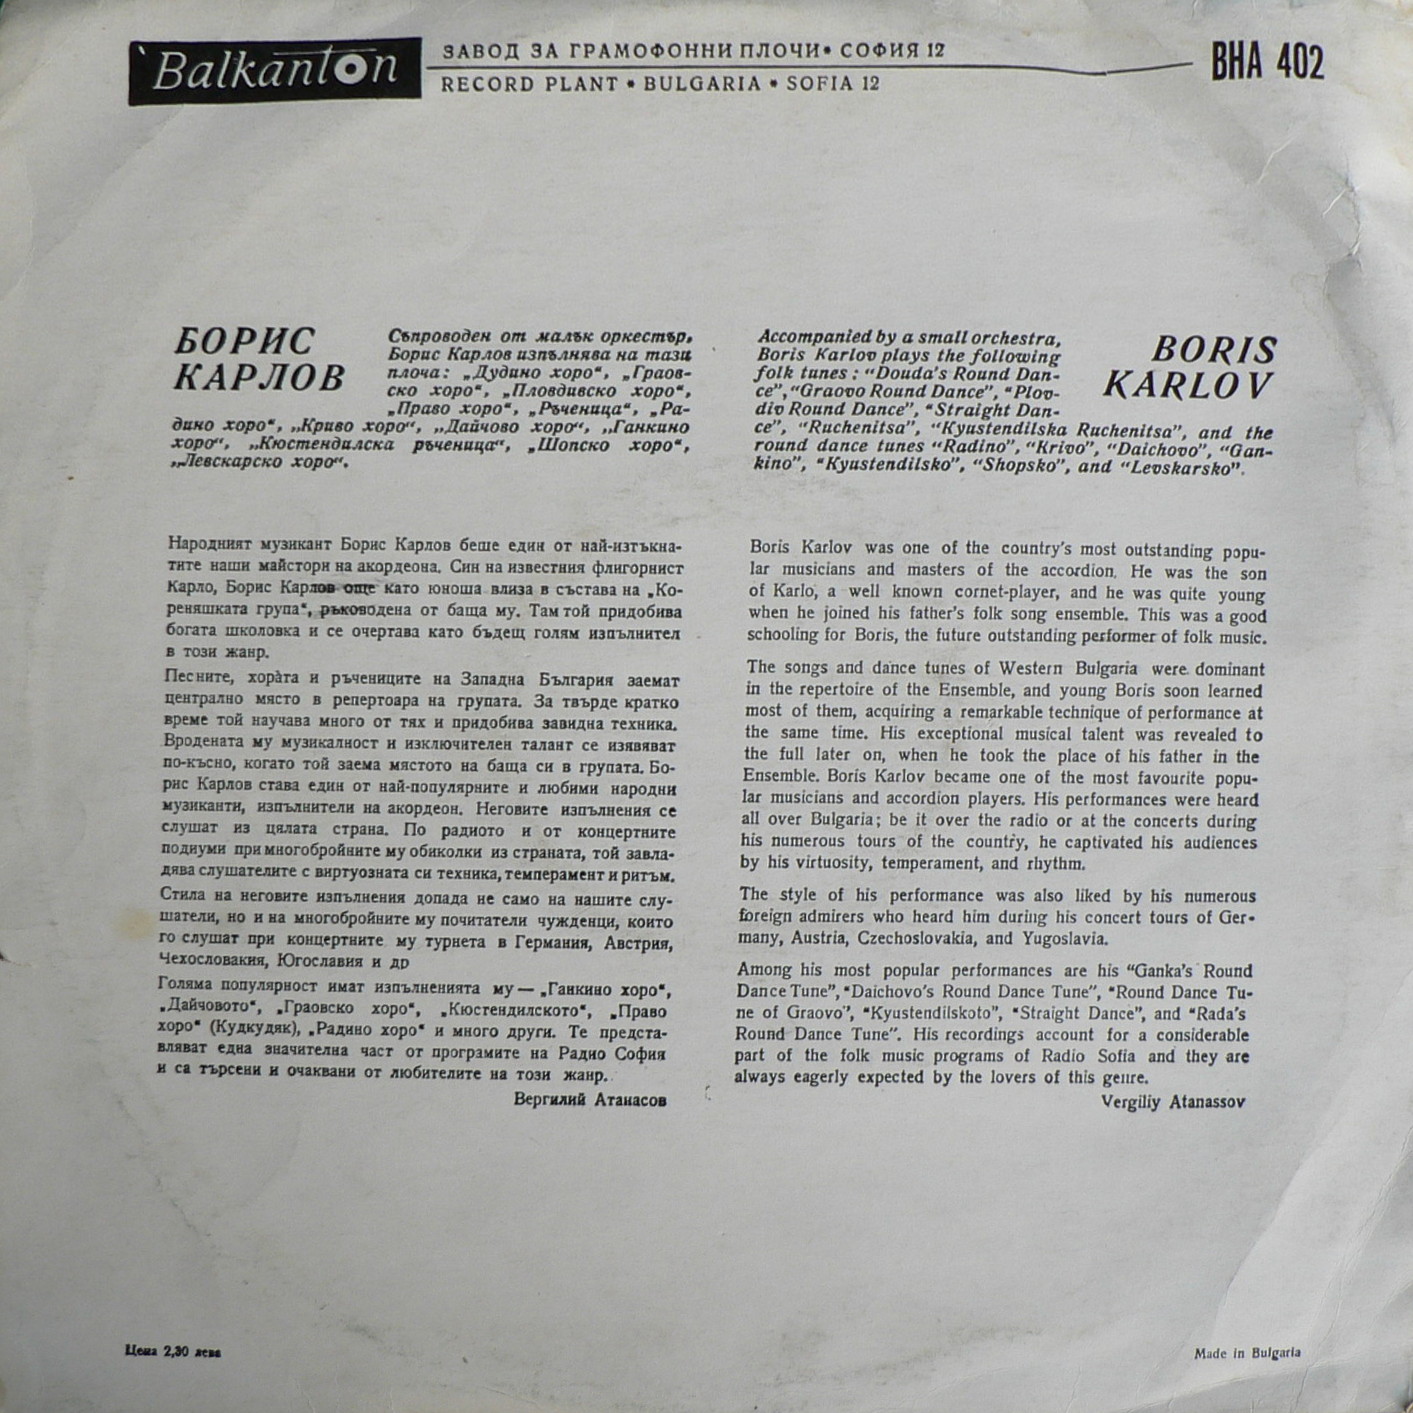 Balkanton
ЗАВОД ЗА ГРАМОФОННИ ПЛОЧИ • СОФИЯ 12
RECORD PLANT • BULGARIA • SOFIA 12
ВНА 402
БОРИС
КАРЛОВ
Съпроводен от малък оркестър,
Борис Карлов изпълнява на тази
плоча: „Дудино хоро“, „Граов-
ско хоро“, „Пловдивско хоро“,
„Право хоро“, „Ръченица“, „Ра-
дино хоро“, „Криво хоро“, „Дайчово хоро“, „Ганкино
хоро“, „Кюстендилска ръченица“, „Шопско хоро“,
„Левскарско хоро“.
Народният музикант Борис Карлов беше един от най-изтъкна-
тите наши майстори на акордеона. Син на известния флигорнист
Карло, Борис Карлов още като юноша влиза в състава на „Ко-
реняшката група“, ръководена от баща му. Там той придобива
богата школовка и се очертава като бъдещ голям изпълнител
в този жанр.
Песните, хора̀та и ръчениците на Западна България заемат
централно място в репертоара на групата. За твърде кратко
време той научава много от тях и придобива завидна техника.
Вродената му музикалност и изключителен талант се изявяват
по-късно, когато той заема мястото на баща си в групата. Бо-
рис Карлов става един от най-популярните и любими народни
музиканти, изпълнители на акордеон. Неговите изпълнения се
слушат из цялата страна. По радиото и от концертните
подиуми при многобройните му обиколки из страната, той завла-
дява слушателите с виртуозната си техника, темперамент и ритъм.
Стила на неговите изпълнения допада не само на нашите слу-
шатели, но и на многобройните му почитатели чужденци, които
го слушат при концертните му турнета в Германия, Австрия,
Чехословакия, Югославия и др
Голяма популярност имат изпълненията му — „Ганкино хоро“,
„Дайчовото“, „Граовско хоро“, „Кюстендилското“, „Право
хоро“ (Кудкудяк), „Радино хоро“ и много други. Те предста-
вляват една значителна част от програмите на Радио София
и са търсени и очаквани от любителите на този жанр.
Вергилий Атанасов
BORIS
KARLOV
Accompanied by a small orchestra,
Boris Karlov plays the following
folk tunes: “Douda's Round Dan-
ce”, “Graovo Round Dance”, “Plov-
div Round Dance”, “Straight Dan-
ce”, “Ruchenitsa”, “Kyustendilska Ruchenitsa”, and the
round dance tunes “Radino”, “Krivo”, “Daichovo”, “Gan-
kino”, “Kyustendilsko”, “Shopsko”, and “Levskarsko”.
Boris Karlov was one of the country's most outstanding popu-
lar musicians and masters of the accordion. He was the son
of Karlo, a well known cornet-player, and he was quite young
when he joined his father's folk song ensemble. This was a good
schooling for Boris, the future outstanding performer of folk music.
The songs and dance tunes of Western Bulgaria were dominant
in the repertoire of the Ensemble, and young Boris soon learned
most of them, acquiring a remarkable technique of performance at
the same time. His exceptional musical talent was revealed to
the full later on, when he took the place of his father in the
Ensemble. Boris Karlov became one of the most favourite popu-
lar musicians and accordion players. His performances were heard
all over Bulgaria; be it over the radio or at the concerts during
his numerous tours of the country, he captivated his audiences
by his virtuosity, temperament, and rhythm.
The style of his performance was also liked by his numerous
foreign admirers who heard him during his concert tours of Ger-
many, Austria, Czechoslovakia, and Yugoslavia.
Among his most popular performances are his “Ganka's Round
Dance Tune”, “Daichovo's Round Dance Tune”, “Round Dance Tu-
ne of Graovo”, “Kyustendilskoto”, “Straight Dance”, and “Rada's
Round Dance Tune”. His recordings account for a considerable
part of the folk music programs of Radio Sofia and they are
always eagerly expected by the lovers of this genre.
Vergiliy Atanassov
Цена 2,30 лева
Made in Bulgaria